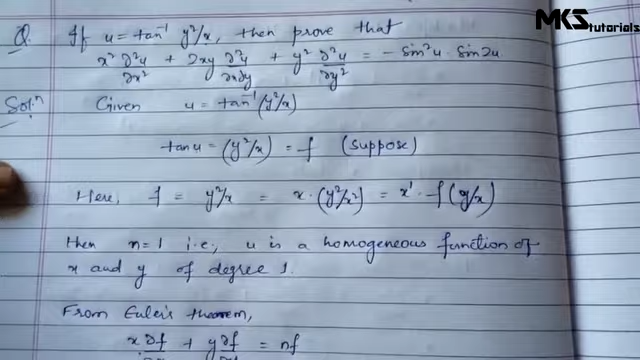 MKS tutorials
Q. If u = tan⁻¹ y²/x, then prove that
x² ∂²u/∂x² + 2xy ∂²u/∂x∂y + y² ∂²u/∂y² = - sin²u sin2u
Solⁿ Given u = tan⁻¹(y²/x)
tanu = (y²/x) = f (suppose)
Here, f = y²/x = x·(y²/x²) = x¹·f(y/x)
then n=1 i.e., u is a homogeneous function of
x and y of degree 1.
From Euler's theorem,
x∂f/∂x + y∂f/∂y = nf